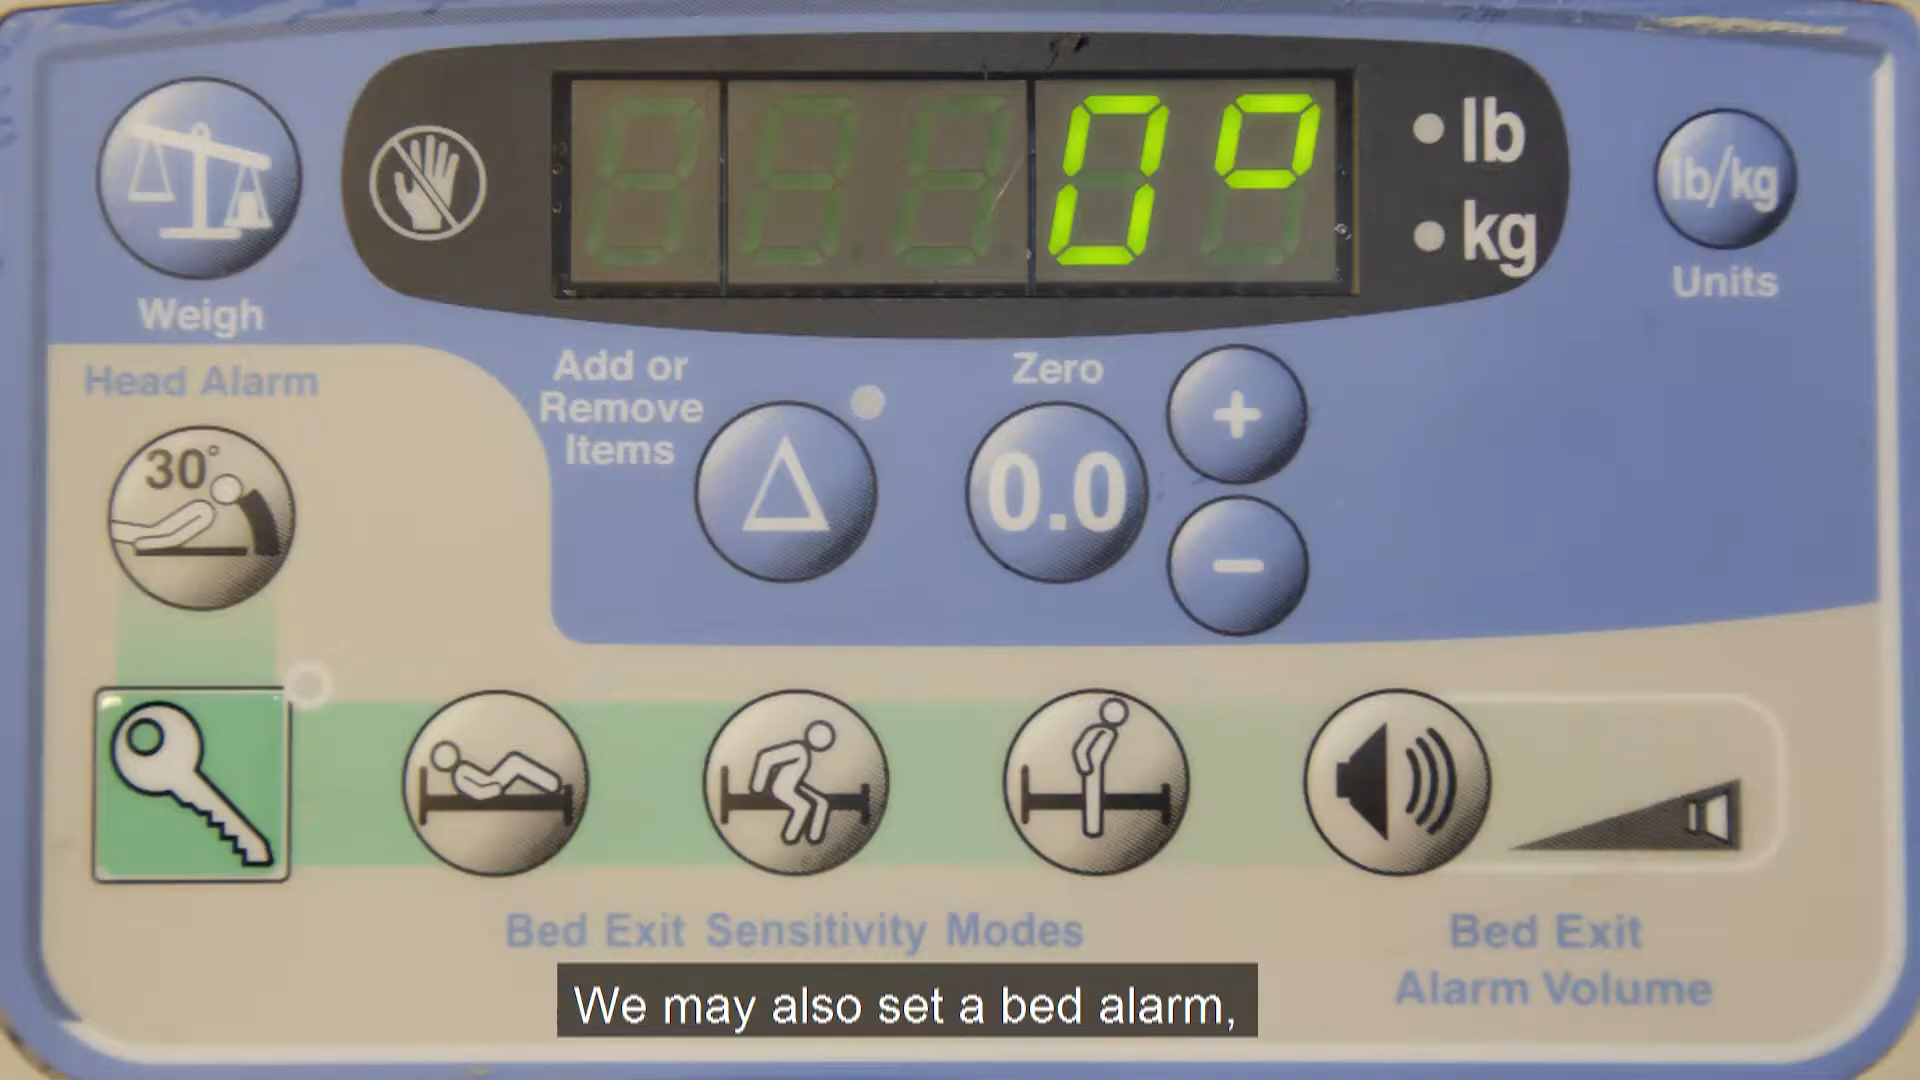 0°
lb
kg
lb/kg
Units
Weigh
Head Alarm
30°
Add or
Remove
Items
Δ
Zero
0.0
+
−
Bed Exit Sensitivity Modes
Bed Exit
Alarm Volume
We may also set a bed alarm,